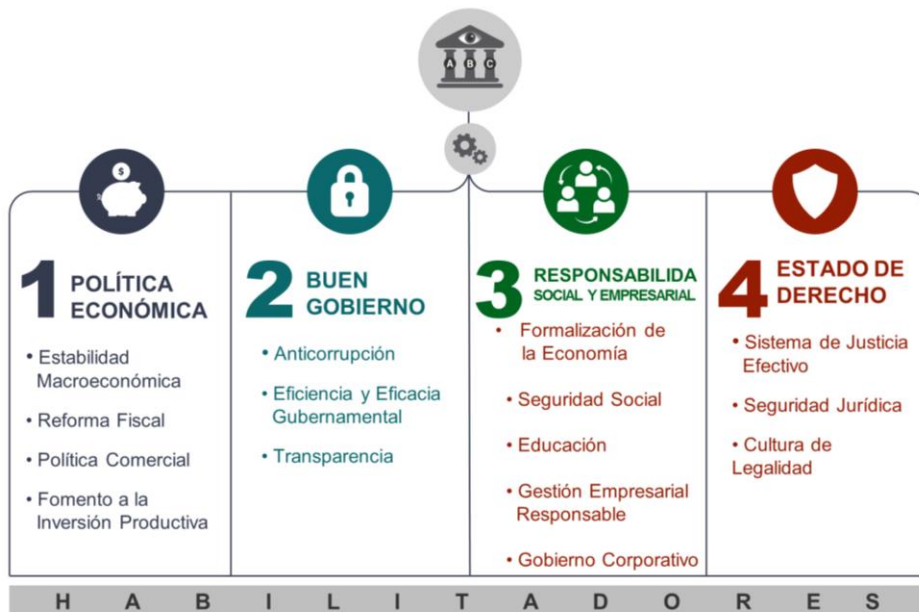 A B C
$
1 POLÍTICA
ECONÓMICA
• Estabilidad
Macroeconómica
• Reforma Fiscal
• Política Comercial
• Fomento a la
Inversión Productiva
2 BUEN
GOBIERNO
• Anticorrupción
• Eficiencia y Eficacia
Gubernamental
• Transparencia
3 RESPONSABILIDA
SOCIAL Y EMPRESARIAL
• Formalización de
la Economía
• Seguridad Social
• Educación
• Gestión Empresarial
Responsable
• Gobierno Corporativo
4 ESTADO DE
DERECHO
• Sistema de Justicia
Efectivo
• Seguridad Jurídica
• Cultura de
Legalidad
H A B I L I T A D O R E S